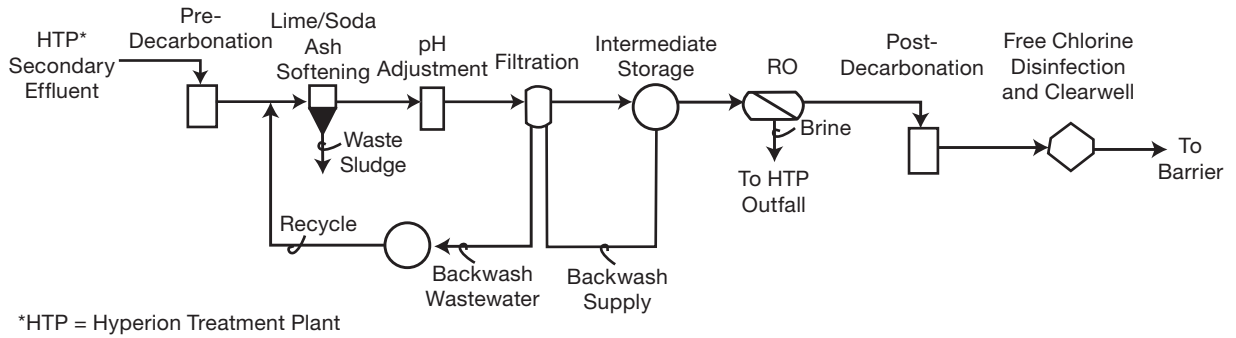 HTP*
Secondary
Effluent
Pre-
Decarbonation
Lime/Soda
Ash
Softening
pH
Adjustment
Filtration
Intermediate
Storage
RO
Post-
Decarbonation
Free Chlorine
Disinfection
and Clearwell
Waste
Sludge
Brine
To HTP
Outfall
To
Barrier
Recycle
Backwash
Wastewater
Backwash
Supply
*HTP = Hyperion Treatment Plant